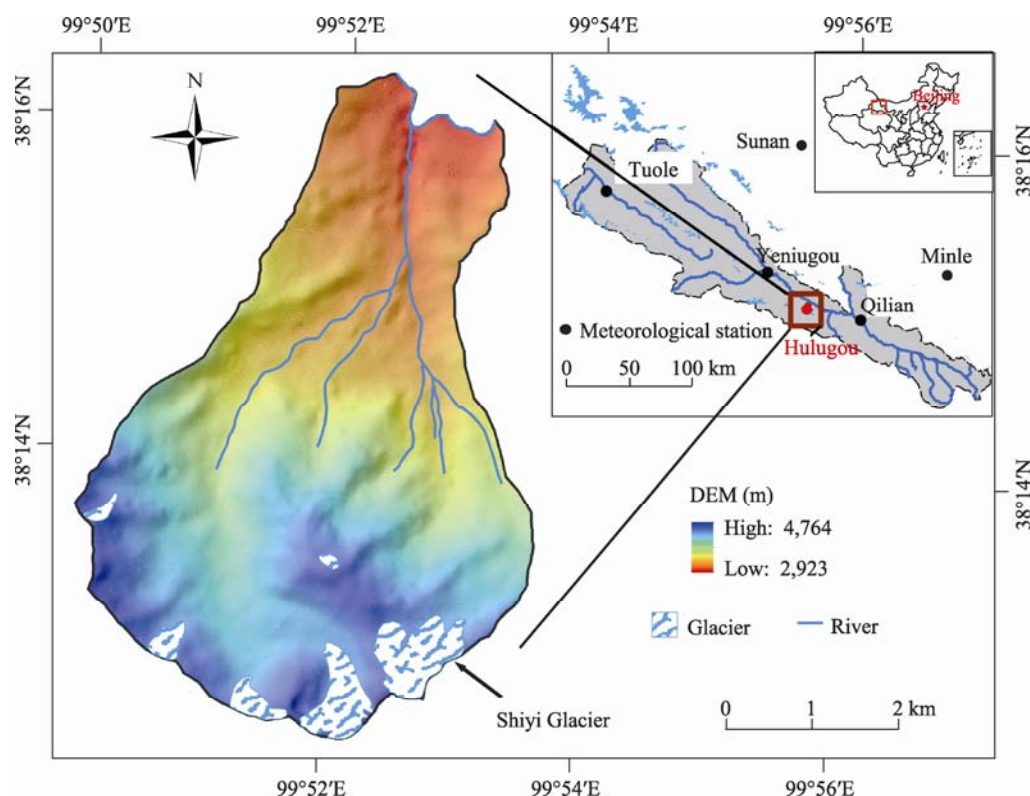 99°50′E
99°52′E
99°54′E
99°56′E
38°16′N
N
Beijing
Sunan
38°16′N
Tuole
Yeniugou
Minle
Qilian
Meteorological station
Hulugou
0 50 100 km
38°14′N
DEM (m)
High: 4,764
Low: 2,923
38°14′N
Glacier
River
Shiyi Glacier
0 1 2 km
99°52′E
99°54′E
99°56′E